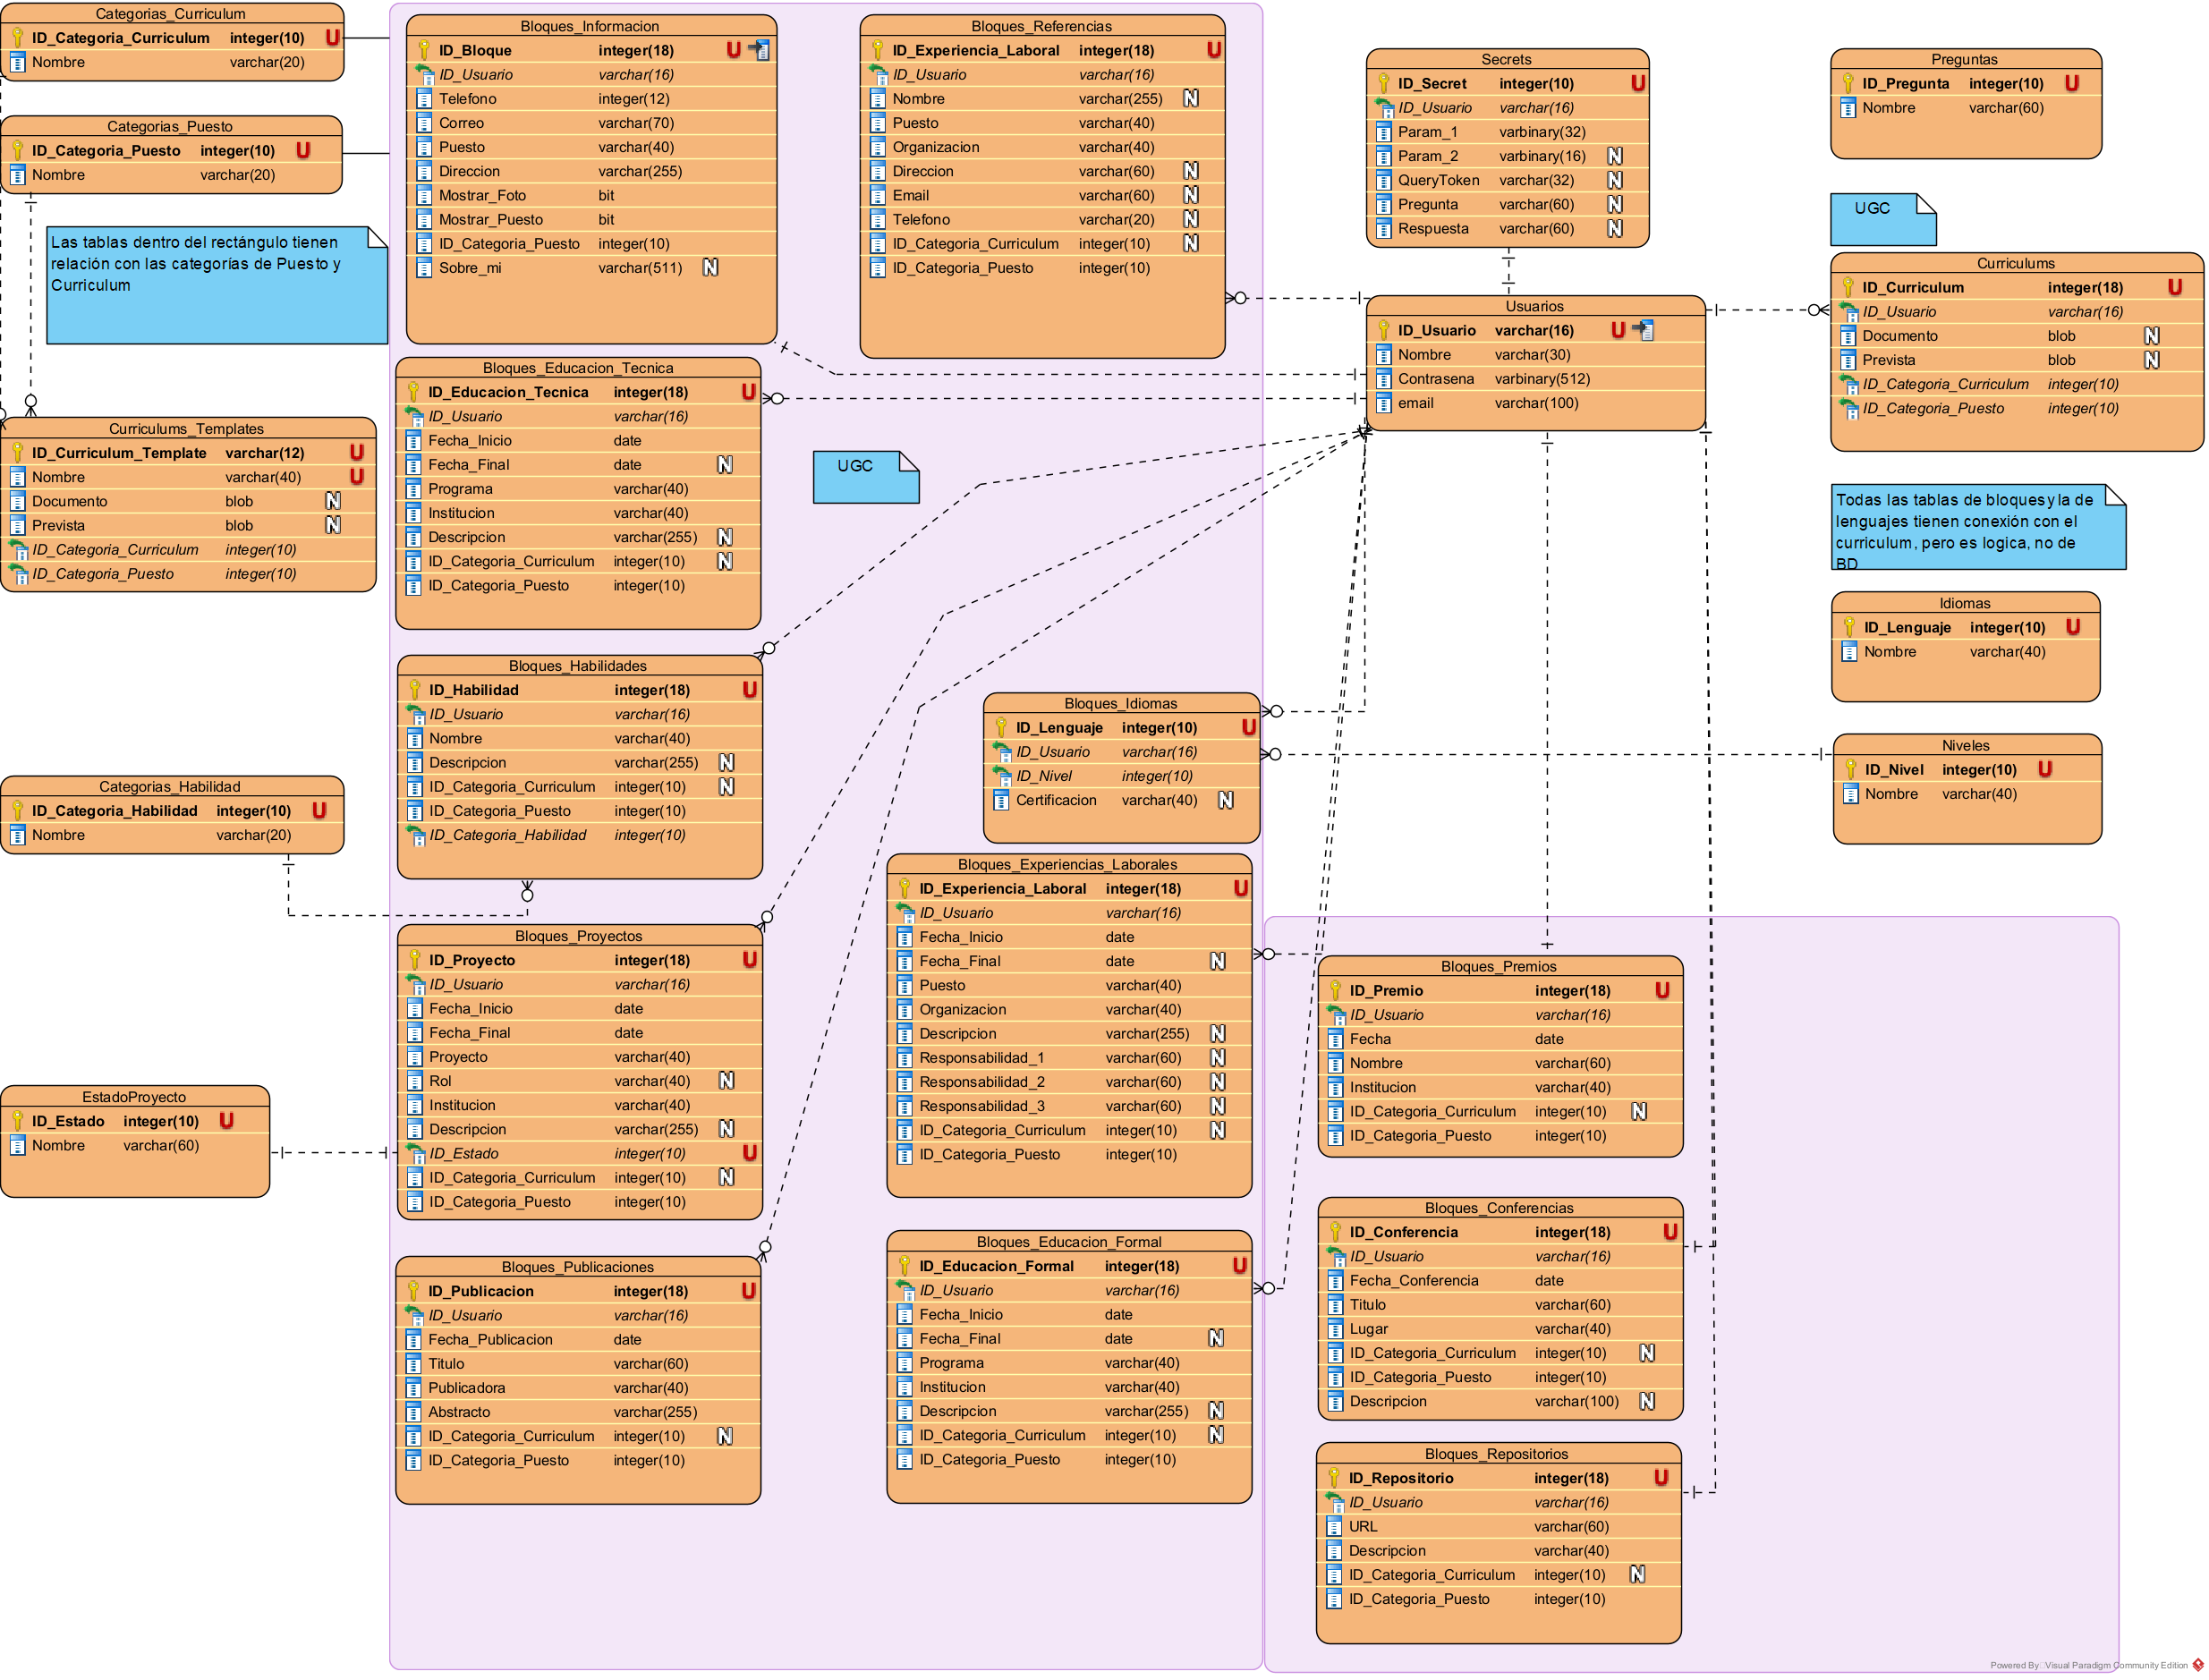 Categorias_Curriculum
ID_Categoria_Curriculum integer(10) U
Nombre varchar(20)
Categorias_Puesto
ID_Categoria_Puesto integer(10) U
Nombre varchar(20)
Las tablas dentro del rectángulo tienen
relación con las categorías de Puesto y
Curriculum
Curriculums_Templates
ID_Curriculum_Template varchar(12) U
Nombre varchar(40) U
Documento blob N
Prevista blob N
ID_Categoria_Curriculum integer(10)
ID_Categoria_Puesto integer(10)
Categorias_Habilidad
ID_Categoria_Habilidad integer(10) U
Nombre varchar(20)
EstadoProyecto
ID_Estado integer(10) U
Nombre varchar(60)
Bloques_Informacion
ID_Bloque integer(18) U
ID_Usuario varchar(16)
Telefono integer(12)
Correo varchar(70)
Puesto varchar(40)
Direccion varchar(255)
Mostrar_Foto bit
Mostrar_Puesto bit
ID_Categoria_Puesto integer(10)
Sobre_mi varchar(511) N
Bloques_Educacion_Tecnica
ID_Educacion_Tecnica integer(18) U
ID_Usuario varchar(16)
Fecha_Inicio date
Fecha_Final date N
Programa varchar(40)
Institucion varchar(40)
Descripcion varchar(255) N
ID_Categoria_Curriculum integer(10) N
ID_Categoria_Puesto integer(10)
Bloques_Habilidades
ID_Habilidad integer(18) U
ID_Usuario varchar(16)
Nombre varchar(40)
Descripcion varchar(255) N
ID_Categoria_Curriculum integer(10) N
ID_Categoria_Puesto integer(10)
ID_Categoria_Habilidad integer(10)
Bloques_Proyectos
ID_Proyecto integer(18) U
ID_Usuario varchar(16)
Fecha_Inicio date
Fecha_Final date
Proyecto varchar(40)
Rol varchar(40) N
Institucion varchar(40)
Descripcion varchar(255) N
ID_Estado integer(10) U
ID_Categoria_Curriculum integer(10) N
ID_Categoria_Puesto integer(10)
Bloques_Publicaciones
ID_Publicacion integer(18) U
ID_Usuario varchar(16)
Fecha_Publicacion date
Titulo varchar(60)
Publicadora varchar(40)
Abstracto varchar(255)
ID_Categoria_Curriculum integer(10) N
ID_Categoria_Puesto integer(10)
Bloques_Referencias
ID_Experiencia_Laboral integer(18) U
ID_Usuario varchar(16)
Nombre varchar(255) N
Puesto varchar(40)
Organizacion varchar(40)
Direccion varchar(60) N
Email varchar(60) N
Telefono varchar(20) N
ID_Categoria_Curriculum integer(10) N
ID_Categoria_Puesto integer(10)
UGC
Bloques_Idiomas
ID_Lenguaje integer(10) U
ID_Usuario varchar(16)
ID_Nivel integer(10)
Certificacion varchar(40) N
Bloques_Experiencias_Laborales
ID_Experiencia_Laboral integer(18) U
ID_Usuario varchar(16)
Fecha_Inicio date
Fecha_Final date N
Puesto varchar(40)
Organizacion varchar(40)
Descripcion varchar(255) N
Responsabilidad_1 varchar(60) N
Responsabilidad_2 varchar(60) N
Responsabilidad_3 varchar(60) N
ID_Categoria_Curriculum integer(10) N
ID_Categoria_Puesto integer(10)
Bloques_Educacion_Formal
ID_Educacion_Formal integer(18) U
ID_Usuario varchar(16)
Fecha_Inicio date
Fecha_Final date N
Programa varchar(40)
Institucion varchar(40)
Descripcion varchar(255) N
ID_Categoria_Curriculum integer(10) N
ID_Categoria_Puesto integer(10)
Secrets
ID_Secret integer(10) U
ID_Usuario varchar(16)
Param_1 varbinary(32)
Param_2 varbinary(16) N
QueryToken varchar(32) N
Pregunta varchar(60) N
Respuesta varchar(60) N
Usuarios
ID_Usuario varchar(16) U
Nombre varchar(30)
Contrasena varbinary(512)
email varchar(100)
Bloques_Premios
ID_Premio integer(18) U
ID_Usuario varchar(16)
Fecha date
Nombre varchar(60)
Institucion varchar(40)
ID_Categoria_Curriculum integer(10) N
ID_Categoria_Puesto integer(10)
Bloques_Conferencias
ID_Conferencia integer(18) U
ID_Usuario varchar(16)
Fecha_Conferencia date
Titulo varchar(60)
Lugar varchar(40)
ID_Categoria_Curriculum integer(10) N
ID_Categoria_Puesto integer(10)
Descripcion varchar(100) N
Bloques_Repositorios
ID_Repositorio integer(18) U
ID_Usuario varchar(16)
URL varchar(60)
Descripcion varchar(40)
ID_Categoria_Curriculum integer(10) N
ID_Categoria_Puesto integer(10)
Preguntas
ID_Pregunta integer(10) U
Nombre varchar(60)
UGC
Curriculums
ID_Curriculum integer(18) U
ID_Usuario varchar(16)
Documento blob N
Prevista blob N
ID_Categoria_Curriculum integer(10)
ID_Categoria_Puesto integer(10)
Todas las tablas de bloques y la de
lenguajes tienen conexión con el
curriculum, pero es logica, no de
BD
Idiomas
ID_Lenguaje integer(10) U
Nombre varchar(40)
Niveles
ID_Nivel integer(10) U
Nombre varchar(40)
Powered By Visual Paradigm Community Edition